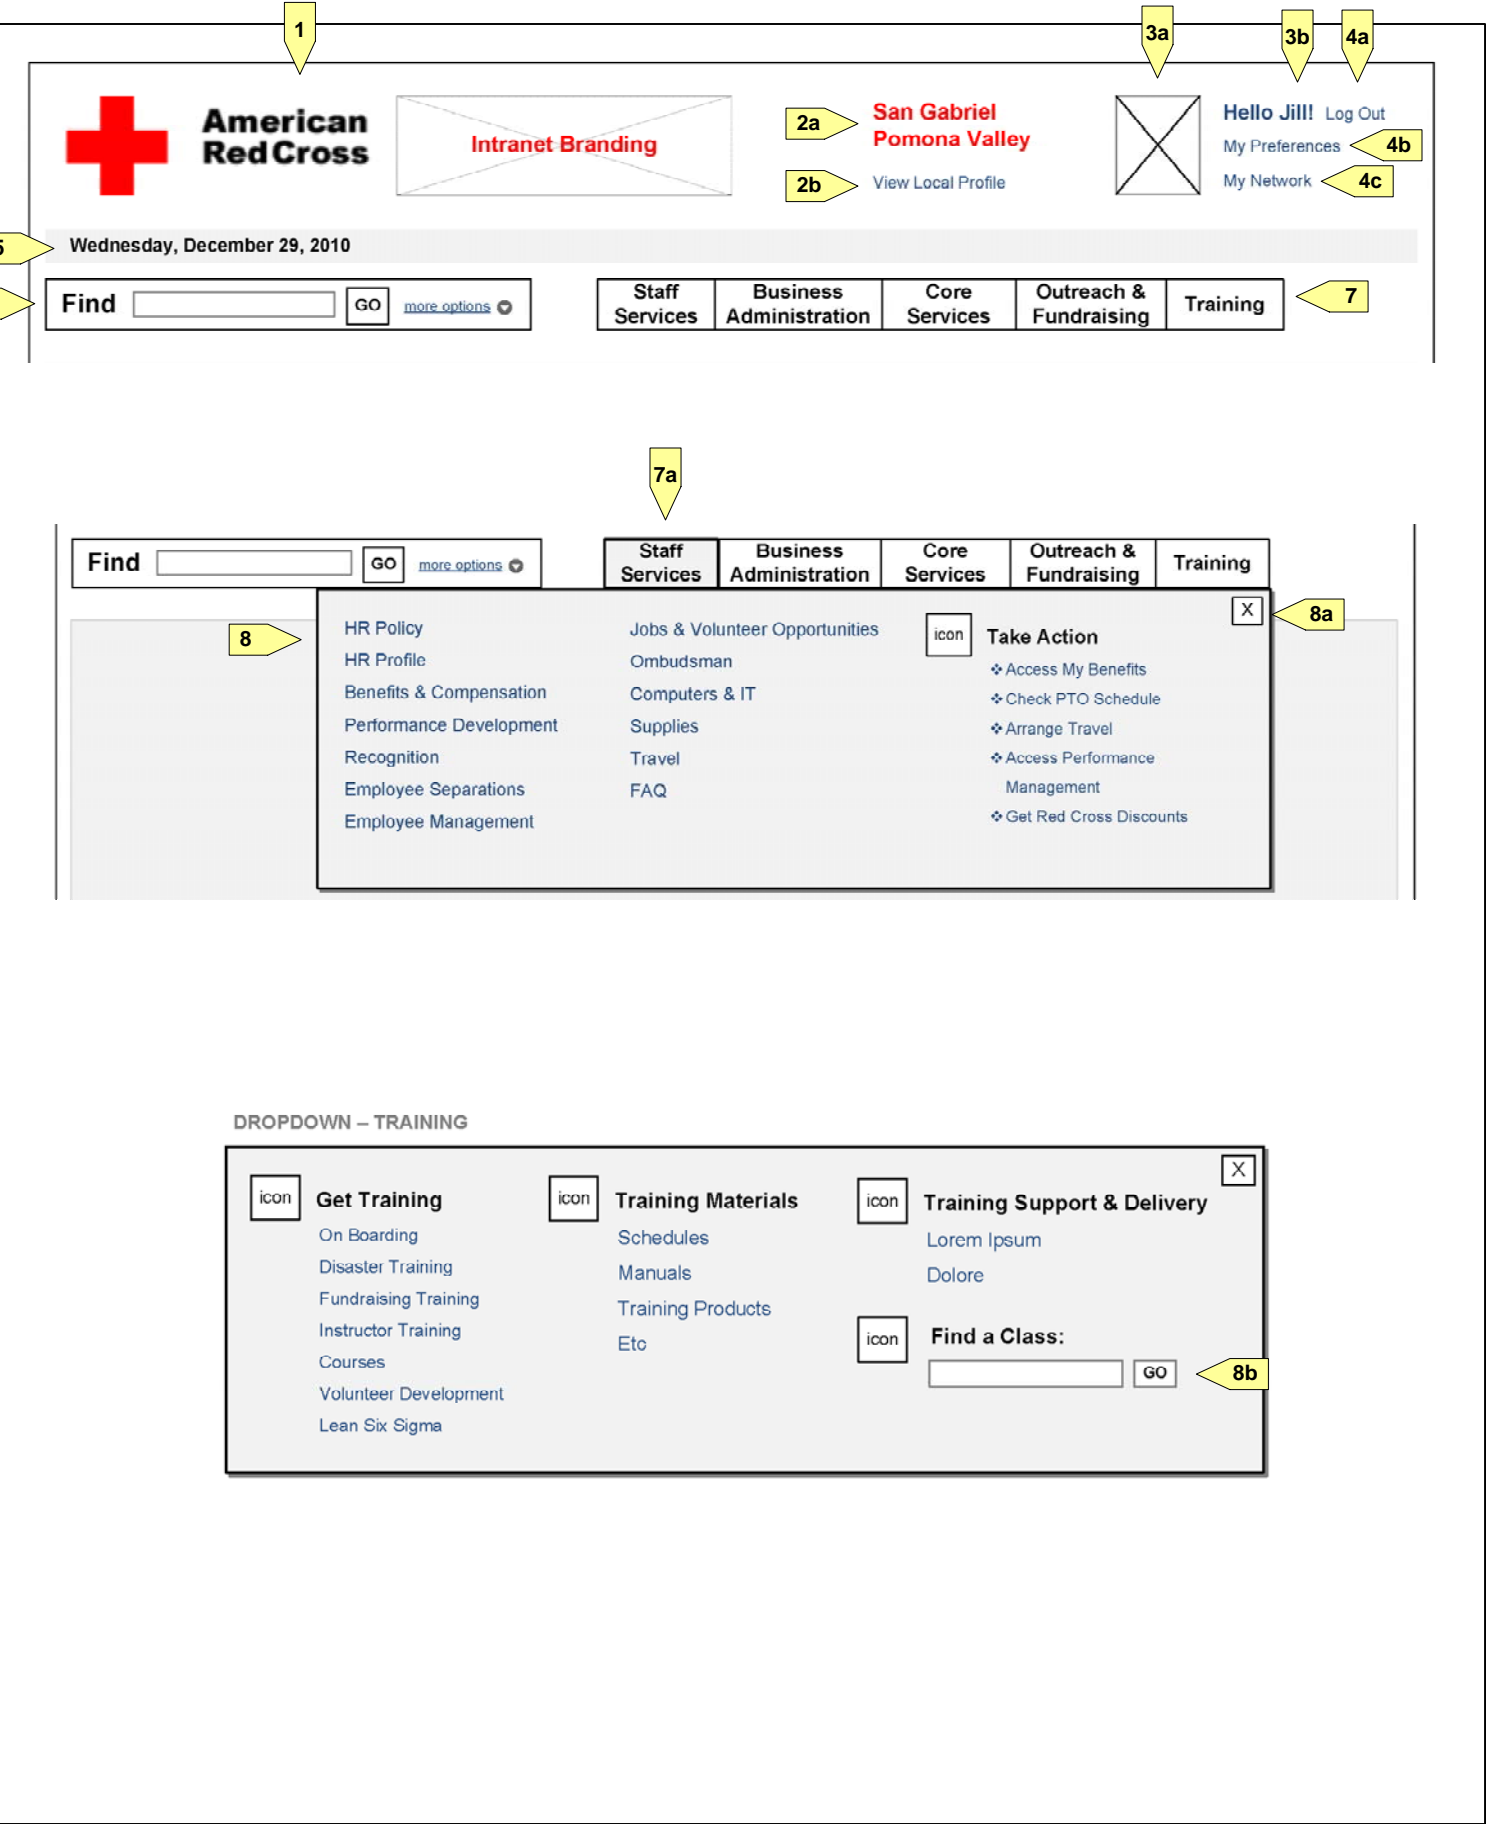 1
3a
3b
4a
American
Red Cross
Intranet Branding
2a
San Gabriel
Pomona Valley
2b
View Local Profile
Hello Jill! Log Out
My Preferences
4b
My Network
4c
5
Wednesday, December 29, 2010
Find
GO
more options
Staff
Services
Business
Administration
Core
Services
Outreach &
Fundraising
Training
7
7a
Find
GO
more options
Staff
Services
Business
Administration
Core
Services
Outreach &
Fundraising
Training
8
HR Policy
HR Profile
Benefits & Compensation
Performance Development
Recognition
Employee Separations
Employee Management
Jobs & Volunteer Opportunities
Ombudsman
Computers & IT
Supplies
Travel
FAQ
icon
Take Action
Access My Benefits
Check PTO Schedule
Arrange Travel
Access Performance
Management
Get Red Cross Discounts
X
8a
DROPDOWN – TRAINING
X
icon
Get Training
On Boarding
Disaster Training
Fundraising Training
Instructor Training
Courses
Volunteer Development
Lean Six Sigma
icon
Training Materials
Schedules
Manuals
Training Products
Etc
icon
Training Support & Delivery
Lorem Ipsum
Dolore
icon
Find a Class:
GO
8b